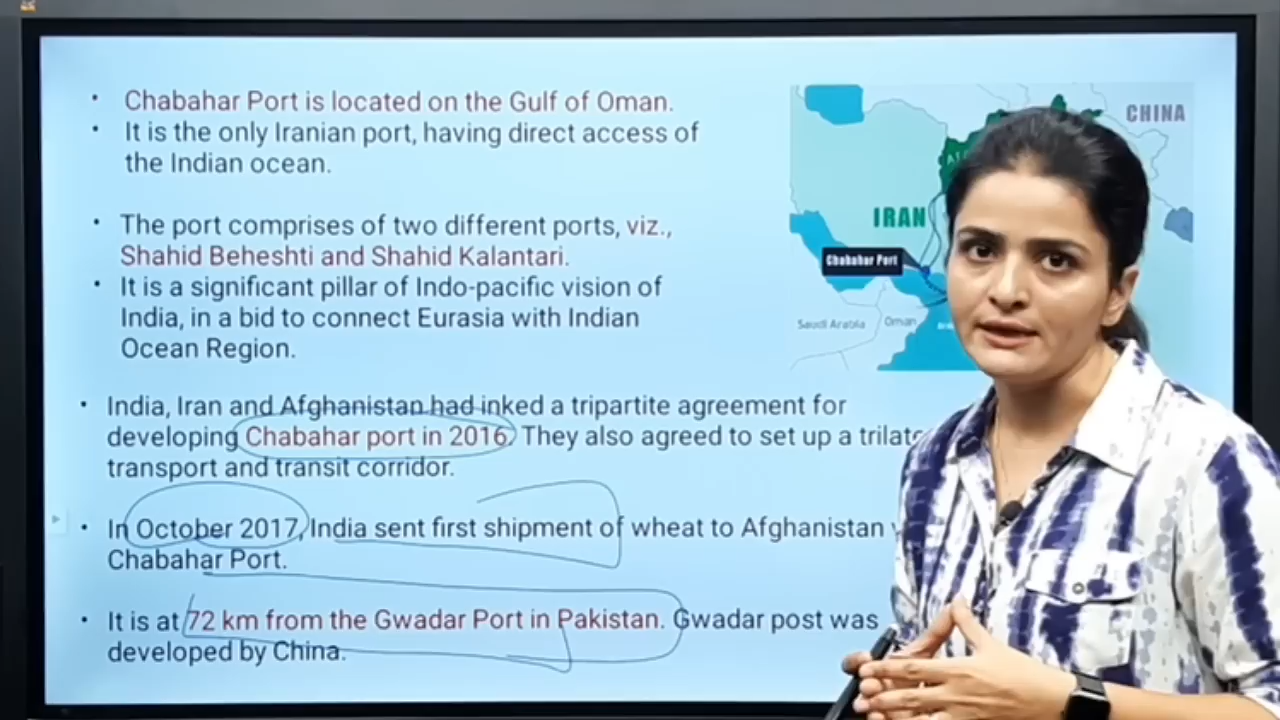 Chabahar Port is located on the Gulf of Oman.
It is the only Iranian port, having direct access of
the Indian ocean.
The port comprises of two different ports, viz.,
Shahid Beheshti and Shahid Kalantari.
It is a significant pillar of Indo-pacific vision of
India, in a bid to connect Eurasia with Indian
Ocean Region.
India, Iran and Afghanistan had inked a tripartite agreement for
developing Chabahar port in 2016. They also agreed to set up a
transport and transit corridor.
In October 2017, India sent first shipment of wheat to Afghanistan
Chabahar Port.
It is at 72 km from the Gwadar Port in Pakistan. Gwadar post was
developed by China.
CHINA
IRAN
Chabahar Port
Saudi Arabia
Oman